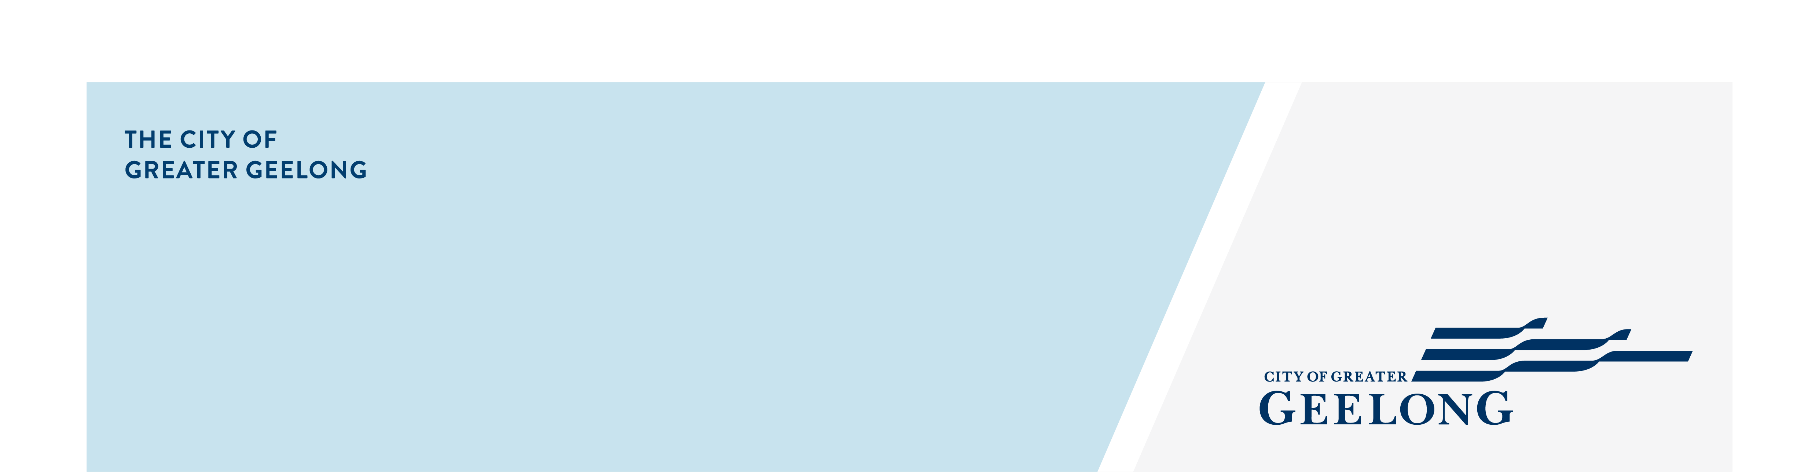 THE CITY OF
GREATER GEELONG
CITY OF GREATER
GEELONG